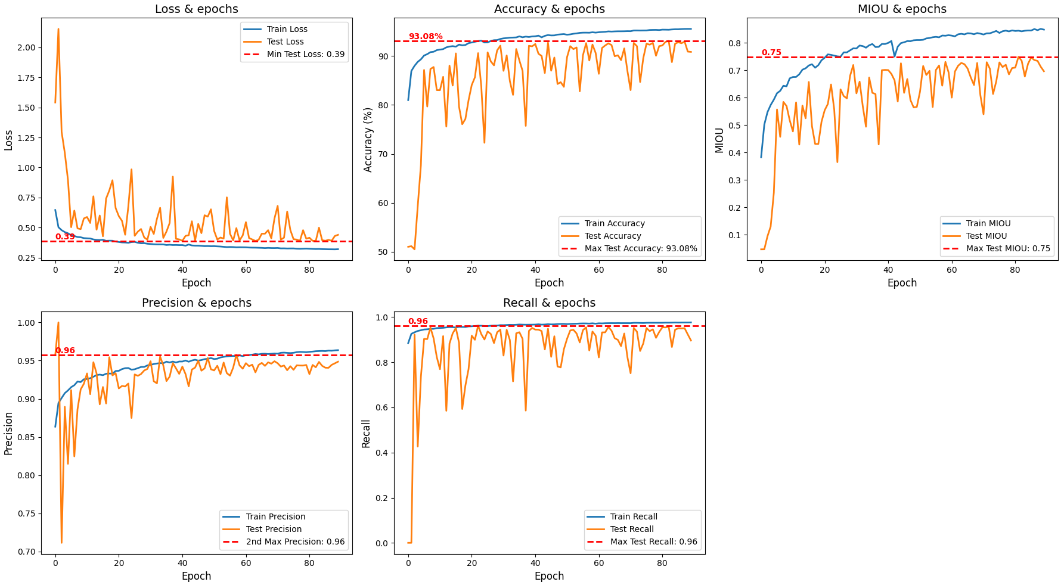 Loss & epochs
2.00
1.75
1.50
1.25
1.00
0.75
0.50
0.25
Loss
0.39
Train Loss
Test Loss
Min Test Loss: 0.39
0 20 40 60 80
Epoch
Accuracy & epochs
90
80
70
60
50
Accuracy (%)
93.08%
Train Accuracy
Test Accuracy
Max Test Accuracy: 93.08%
0 20 40 60 80
Epoch
MIOU & epochs
0.8
0.7
0.6
0.5
0.4
0.3
0.2
0.1
MIOU
0.75
Train MIOU
Test MIOU
Max Test MIOU: 0.75
0 20 40 60 80
Epoch
Precision & epochs
1.00
0.95
0.90
0.85
0.80
0.75
0.70
Precision
0.96
Train Precision
Test Precision
2nd Max Precision: 0.96
0 20 40 60 80
Epoch
Recall & epochs
1.0
0.8
0.6
0.4
0.2
0.0
Recall
0.96
Train Recall
Test Recall
Max Test Recall: 0.96
0 20 40 60 80
Epoch